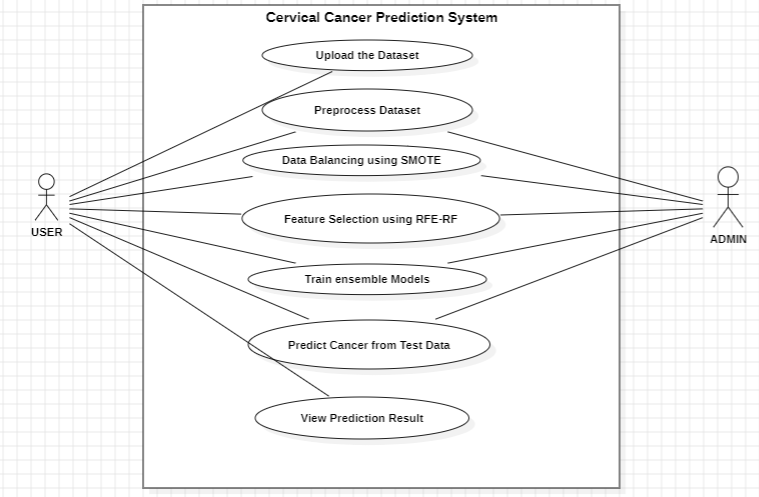 Cervical Cancer Prediction System
Upload the Dataset
Preprocess Dataset
Data Balancing using SMOTE
Feature Selection using RFE-RF
Train ensemble Models
Predict Cancer from Test Data
View Prediction Result
USER
ADMIN